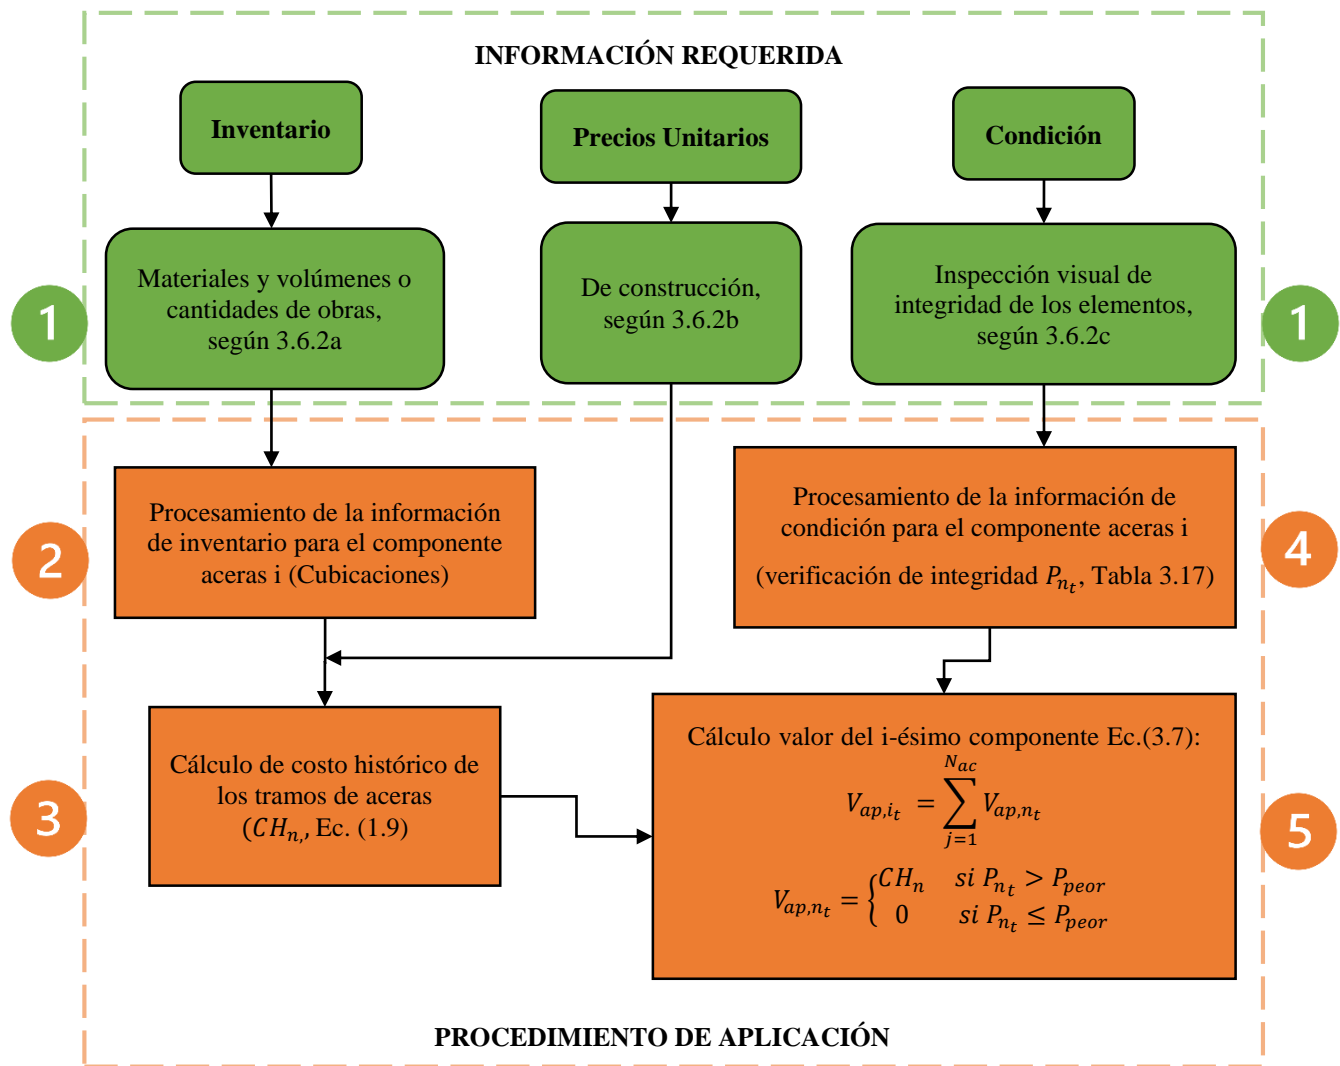 INFORMACIÓN REQUERIDA
Inventario
Precios Unitarios
Condición
Materiales y volúmenes o
cantidades de obras,
según 3.6.2a
De construcción,
según 3.6.2b
Inspección visual de
integridad de los elementos,
según 3.6.2c
1
1
Procesamiento de la información
de inventario para el componente
aceras i (Cubicaciones)
2
Procesamiento de la información de
condición para el componente aceras i
(verificación de integridad P_{n_t}, Tabla 3.17)
4
Cálculo de costo histórico de
los tramos de aceras
(CH_{n,}, Ec. (1.9)
3
Cálculo valor del i-ésimo componente Ec.(3.7):
V_{ap,i_t} = \sum_{j=1}^{N_{ac}} V_{ap,n_t}
V_{ap,n_t} = { CH_n si P_{n_t} > P_{peor}
0 si P_{n_t} ≤ P_{peor}
5
PROCEDIMIENTO DE APLICACIÓN